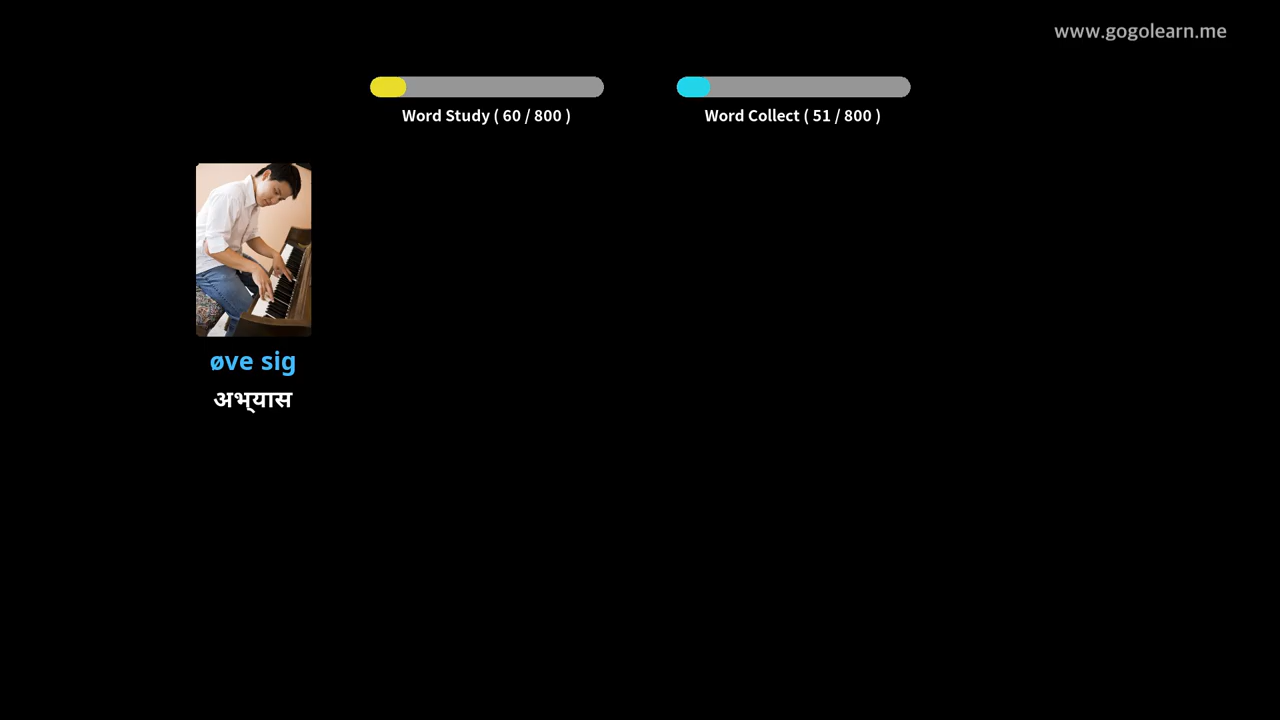 www.gogolearn.me
Word Study ( 60 / 800 )
Word Collect ( 51 / 800 )
øve sig
अभ्यास